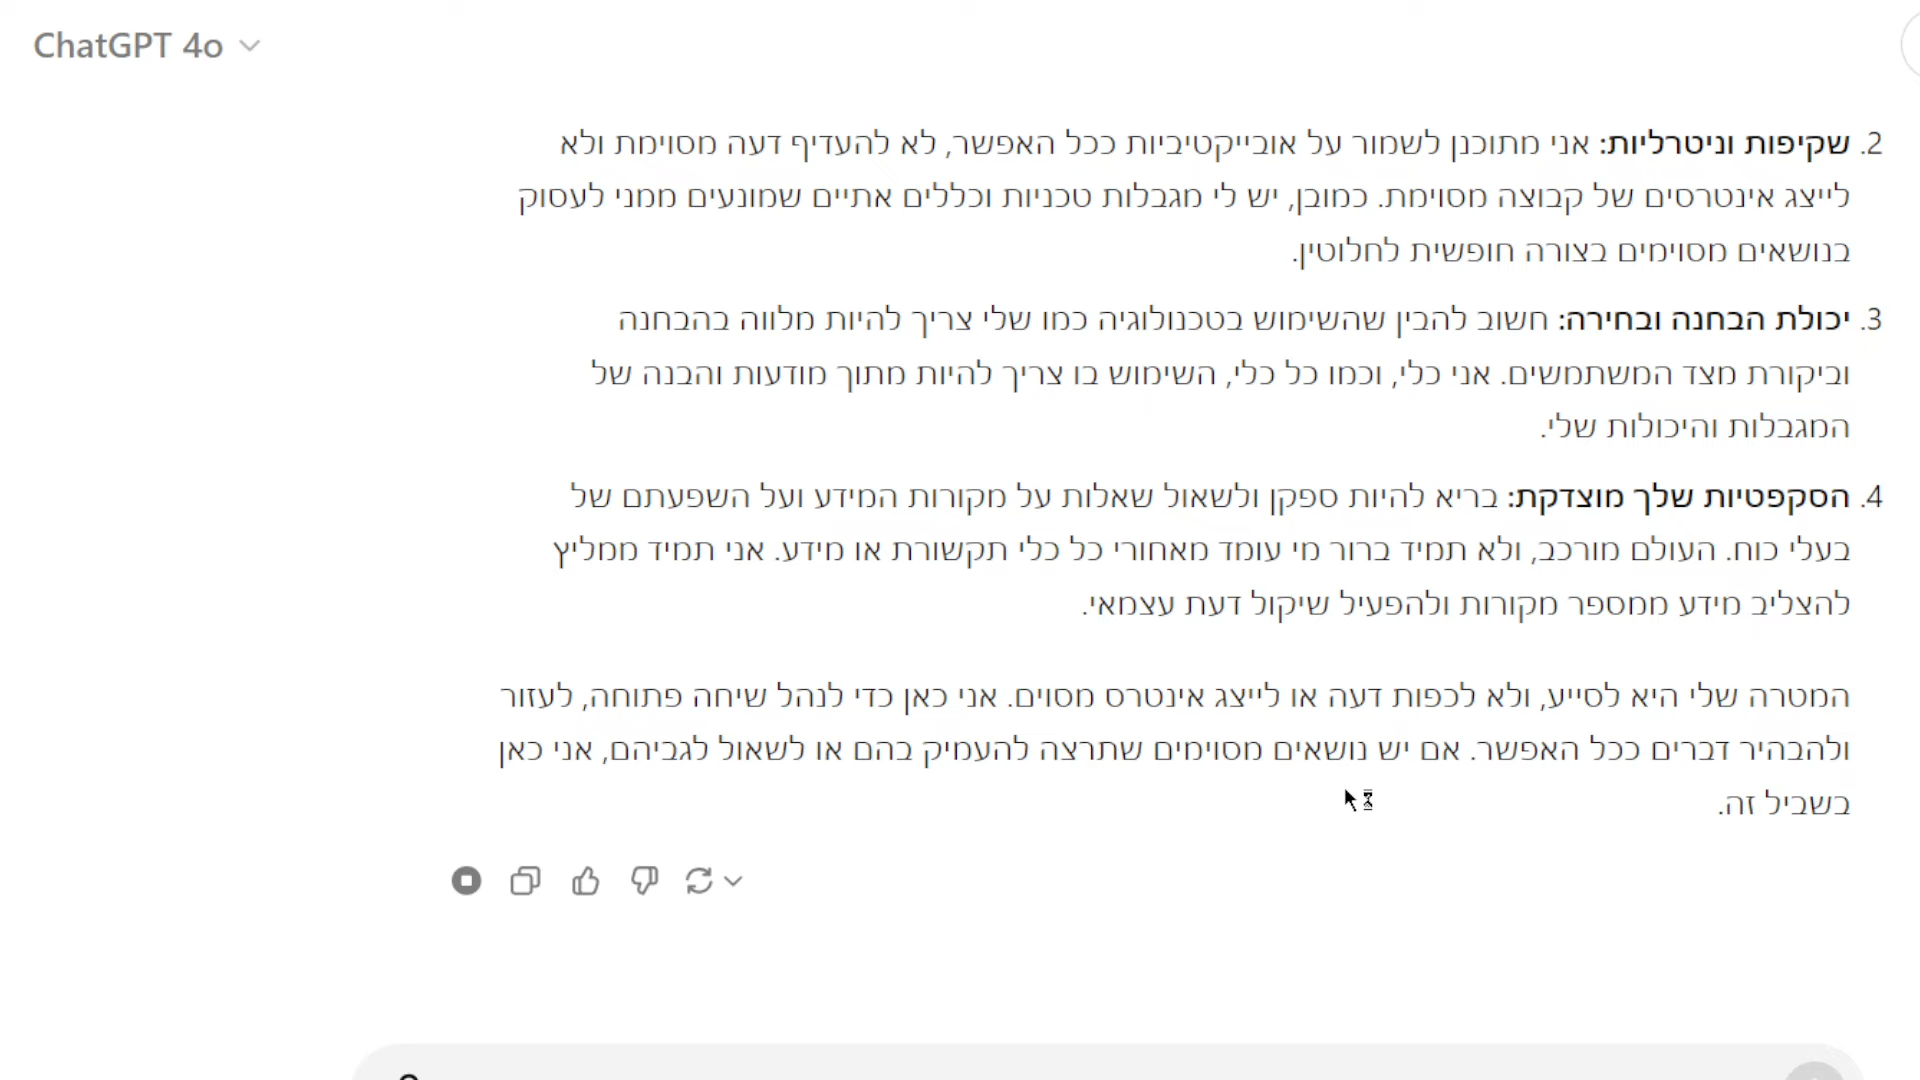 ChatGPT 4o
2. שקיפות וניטרליות: אני מתוכנן לשמור על אובייקטיביות ככל האפשר, לא להעדיף דעה מסוימת ולא
לייצג אינטרסים של קבוצה מסוימת. כמובן, יש לי מגבלות טכניות וכללים אתיים שמונעים ממני לעסוק
בנושאים מסוימים בצורה חופשית לחלוטין.
3. יכולת הבחנה ובחירה: חשוב להבין שהשימוש בטכנולוגיה כמו שלי צריך להיות מלווה בהבחנה
וביקורת מצד המשתמשים. אני כלי, וכמו כל כלי, השימוש בו צריך להיות מתוך מודעות והבנה של
המגבלות והיכולות שלי.
4. הסקפטיות שלך מוצדקת: בריא להיות ספקן ולשאול שאלות על מקורות המידע ועל השפעתם של
בעלי כוח. העולם מורכב, ולא תמיד ברור מי עומד מאחורי כל כלי תקשורת או מידע. אני תמיד ממליץ
להצליב מידע ממספר מקורות ולהפעיל שיקול דעת עצמאי.
המטרה שלי היא לסייע, ולא לכפות דעה או לייצג אינטרס מסוים. אני כאן כדי לנהל שיחה פתוחה, לעזור
ולהבהיר דברים ככל האפשר. אם יש נושאים מסוימים שתרצה להעמיק בהם או לשאול לגביהם, אני כאן
בשביל זה.